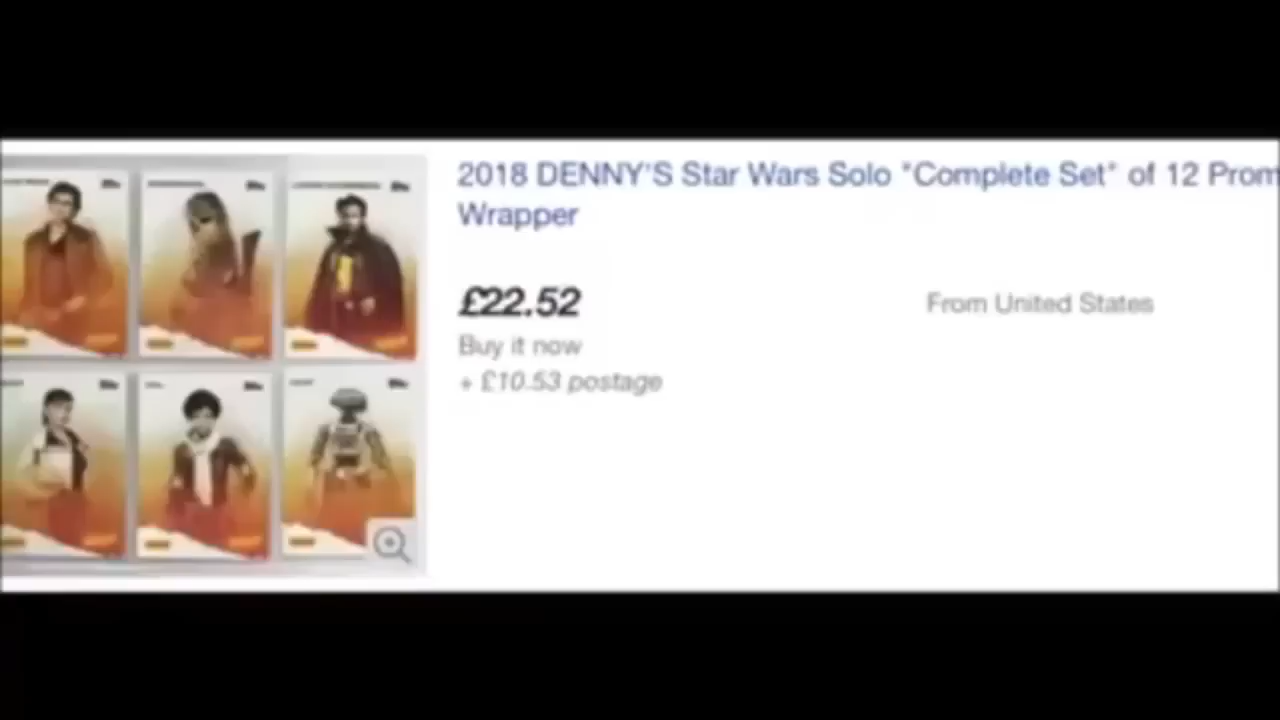 2018 DENNY'S Star Wars Solo "Complete Set" of 12 Prom
Wrapper
£22.52
From United States
Buy it now
+ £10.53 postage